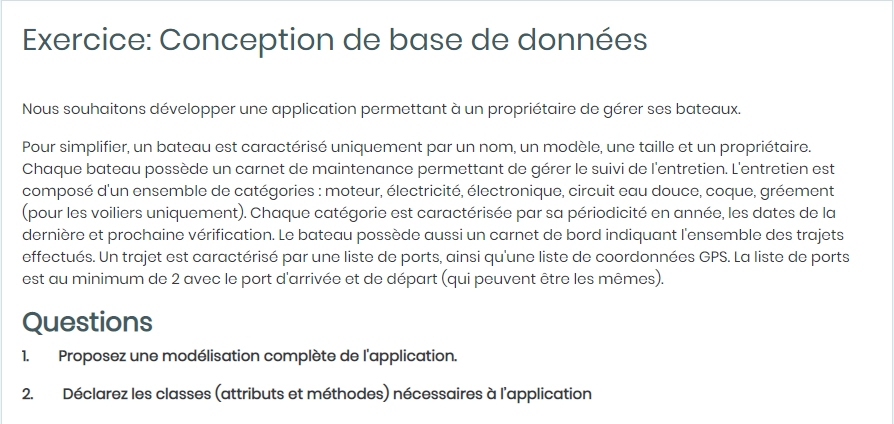 Exercice: Conception de base de données
Nous souhaitons développer une application permettant à un propriétaire de gérer ses bateaux.
Pour simplifier, un bateau est caractérisé uniquement par un nom, un modèle, une taille et un propriétaire.
Chaque bateau possède un carnet de maintenance permettant de gérer le suivi de l'entretien. L'entretien est
composé d'un ensemble de catégories : moteur, électricité, électronique, circuit eau douce, coque, gréement
(pour les voiliers uniquement). Chaque catégorie est caractérisée par sa périodicité en année, les dates de la
dernière et prochaine vérification. Le bateau possède aussi un carnet de bord indiquant l'ensemble des trajets
effectués. Un trajet est caractérisé par une liste de ports, ainsi qu'une liste de coordonnées GPS. La liste de ports
est au minimum de 2 avec le port d'arrivée et de départ (qui peuvent être les mêmes).
Questions
1. Proposez une modélisation complète de l'application.
2. Déclarez les classes (attributs et méthodes) nécessaires à l'application